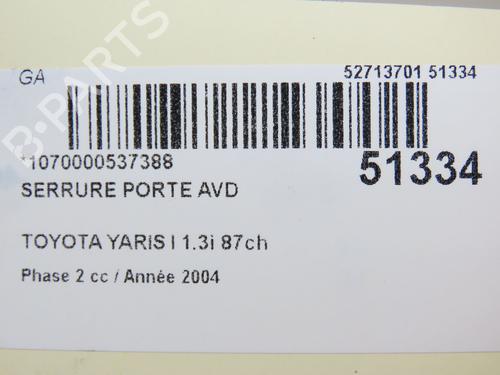 GA 52713701 51334
*1070000537388 51334
SERRURE PORTE AVD
TOYOTA YARIS I 1.3i 87ch
Phase 2 cc / Année 2004
B-PARTS